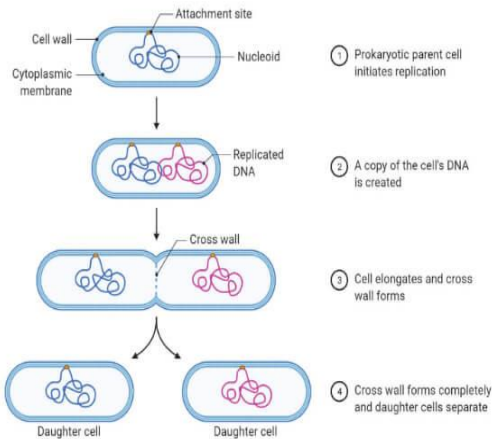 Attachment site
Cell wall
Nucleoid
Cytoplasmic
membrane
1 Prokaryotic parent cell
initiates replication
Replicated
DNA
2 A copy of the cell's DNA
is created
Cross wall
3 Cell elongates and cross
wall forms
4 Cross wall forms completely
and daughter cells separate
Daughter cell
Daughter cell